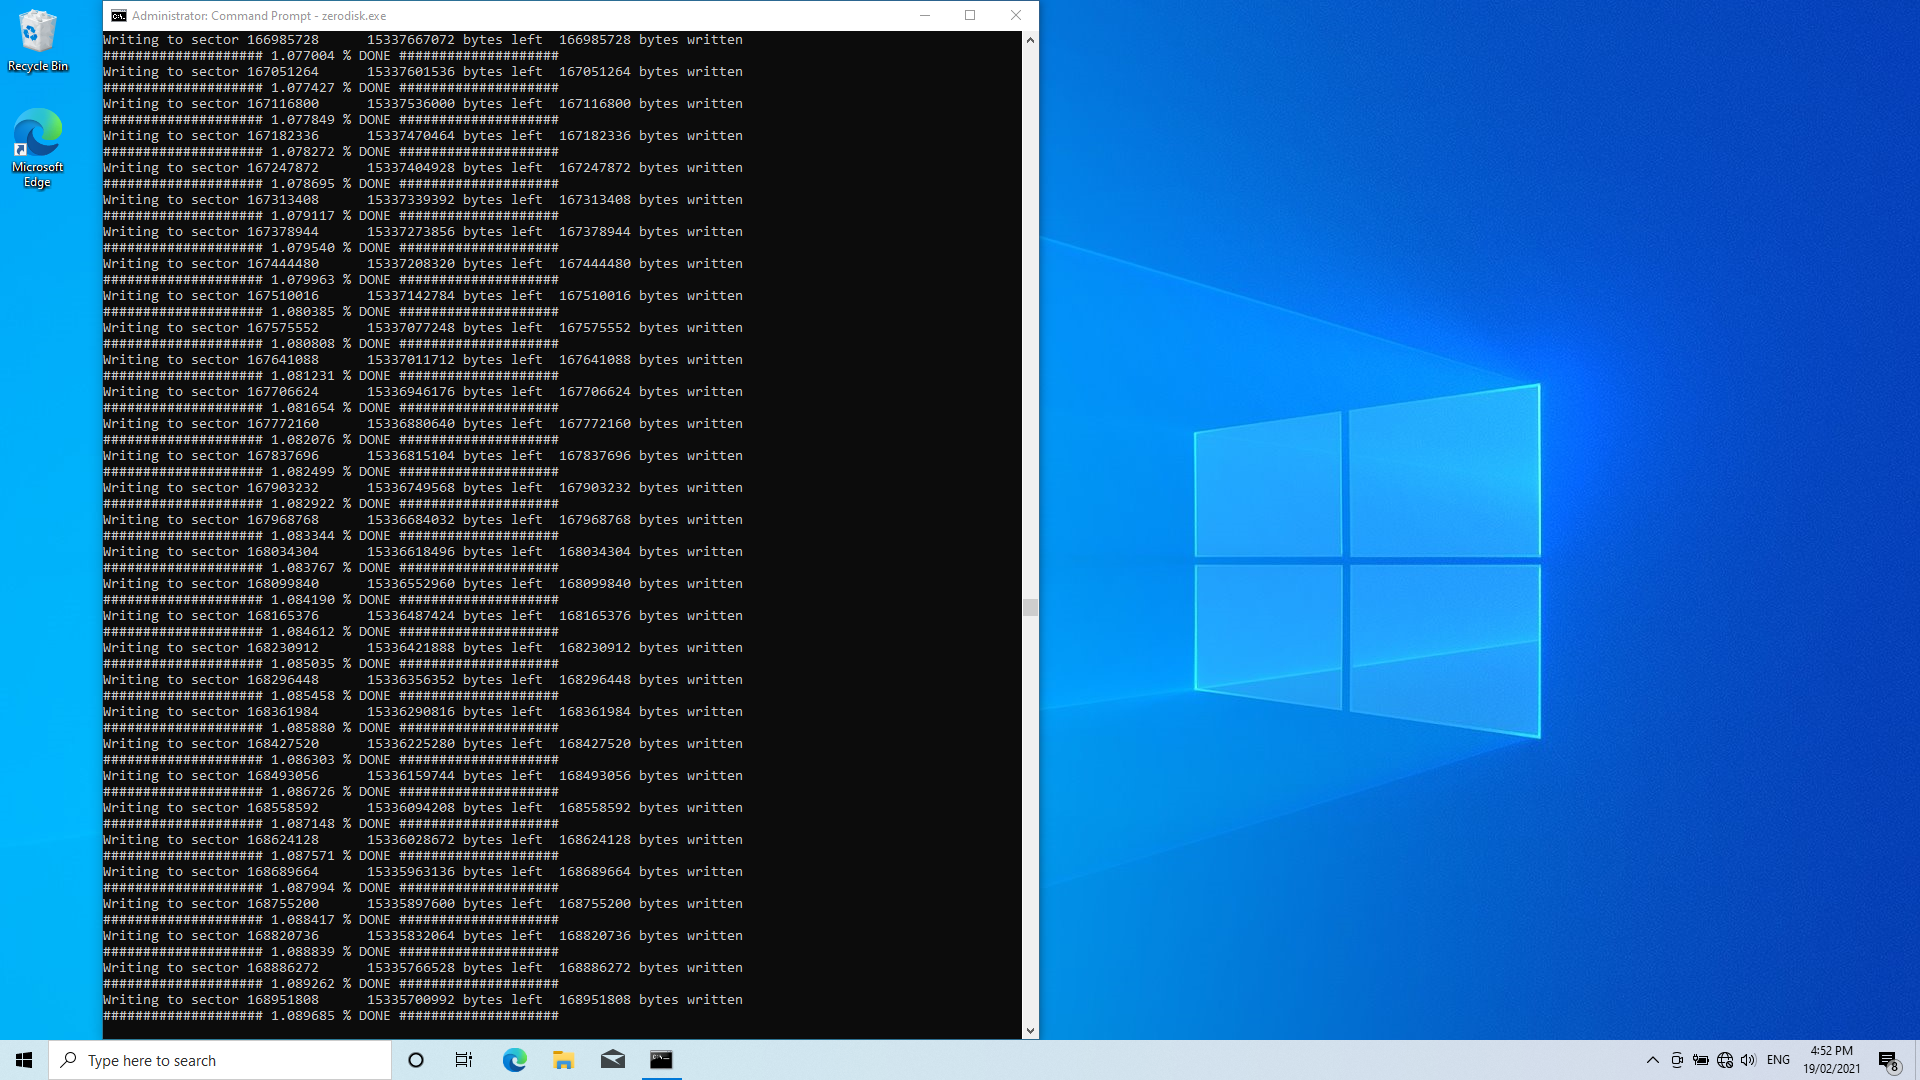 Recycle Bin
Microsoft
Edge
Administrator: Command Prompt - zerodisk.exe
Writing to sector 166985728      15337667072 bytes left  166985728 bytes written
#################### 1.077004 % DONE ####################
Writing to sector 167051264      15337601536 bytes left  167051264 bytes written
#################### 1.077427 % DONE ####################
Writing to sector 167116800      15337536000 bytes left  167116800 bytes written
#################### 1.077849 % DONE ####################
Writing to sector 167182336      15337470464 bytes left  167182336 bytes written
#################### 1.078272 % DONE ####################
Writing to sector 167247872      15337404928 bytes left  167247872 bytes written
#################### 1.078695 % DONE ####################
Writing to sector 167313408      15337339392 bytes left  167313408 bytes written
#################### 1.079117 % DONE ####################
Writing to sector 167378944      15337273856 bytes left  167378944 bytes written
#################### 1.079540 % DONE ####################
Writing to sector 167444480      15337208320 bytes left  167444480 bytes written
#################### 1.079963 % DONE ####################
Writing to sector 167510016      15337142784 bytes left  167510016 bytes written
#################### 1.080385 % DONE ####################
Writing to sector 167575552      15337077248 bytes left  167575552 bytes written
#################### 1.080808 % DONE ####################
Writing to sector 167641088      15337011712 bytes left  167641088 bytes written
#################### 1.081231 % DONE ####################
Writing to sector 167706624      15336946176 bytes left  167706624 bytes written
#################### 1.081654 % DONE ####################
Writing to sector 167772160      15336880640 bytes left  167772160 bytes written
#################### 1.082076 % DONE ####################
Writing to sector 167837696      15336815104 bytes left  167837696 bytes written
#################### 1.082499 % DONE ####################
Writing to sector 167903232      15336749568 bytes left  167903232 bytes written
#################### 1.082922 % DONE ####################
Writing to sector 167968768      15336684032 bytes left  167968768 bytes written
#################### 1.083344 % DONE ####################
Writing to sector 168034304      15336618496 bytes left  168034304 bytes written
#################### 1.083767 % DONE ####################
Writing to sector 168099840      15336552960 bytes left  168099840 bytes written
#################### 1.084190 % DONE ####################
Writing to sector 168165376      15336487424 bytes left  168165376 bytes written
#################### 1.084612 % DONE ####################
Writing to sector 168230912      15336421888 bytes left  168230912 bytes written
#################### 1.085035 % DONE ####################
Writing to sector 168296448      15336356352 bytes left  168296448 bytes written
#################### 1.085458 % DONE ####################
Writing to sector 168361984      15336290816 bytes left  168361984 bytes written
#################### 1.085880 % DONE ####################
Writing to sector 168427520      15336225280 bytes left  168427520 bytes written
#################### 1.086303 % DONE ####################
Writing to sector 168493056      15336159744 bytes left  168493056 bytes written
#################### 1.086726 % DONE ####################
Writing to sector 168558592      15336094208 bytes left  168558592 bytes written
#################### 1.087148 % DONE ####################
Writing to sector 168624128      15336028672 bytes left  168624128 bytes written
#################### 1.087571 % DONE ####################
Writing to sector 168689664      15335963136 bytes left  168689664 bytes written
#################### 1.087994 % DONE ####################
Writing to sector 168755200      15335897600 bytes left  168755200 bytes written
#################### 1.088417 % DONE ####################
Writing to sector 168820736      15335832064 bytes left  168820736 bytes written
#################### 1.088839 % DONE ####################
Writing to sector 168886272      15335766528 bytes left  168886272 bytes written
#################### 1.089262 % DONE ####################
Writing to sector 168951808      15335700992 bytes left  168951808 bytes written
#################### 1.089685 % DONE ####################
Type here to search
ENG
4:52 PM
19/02/2021
8